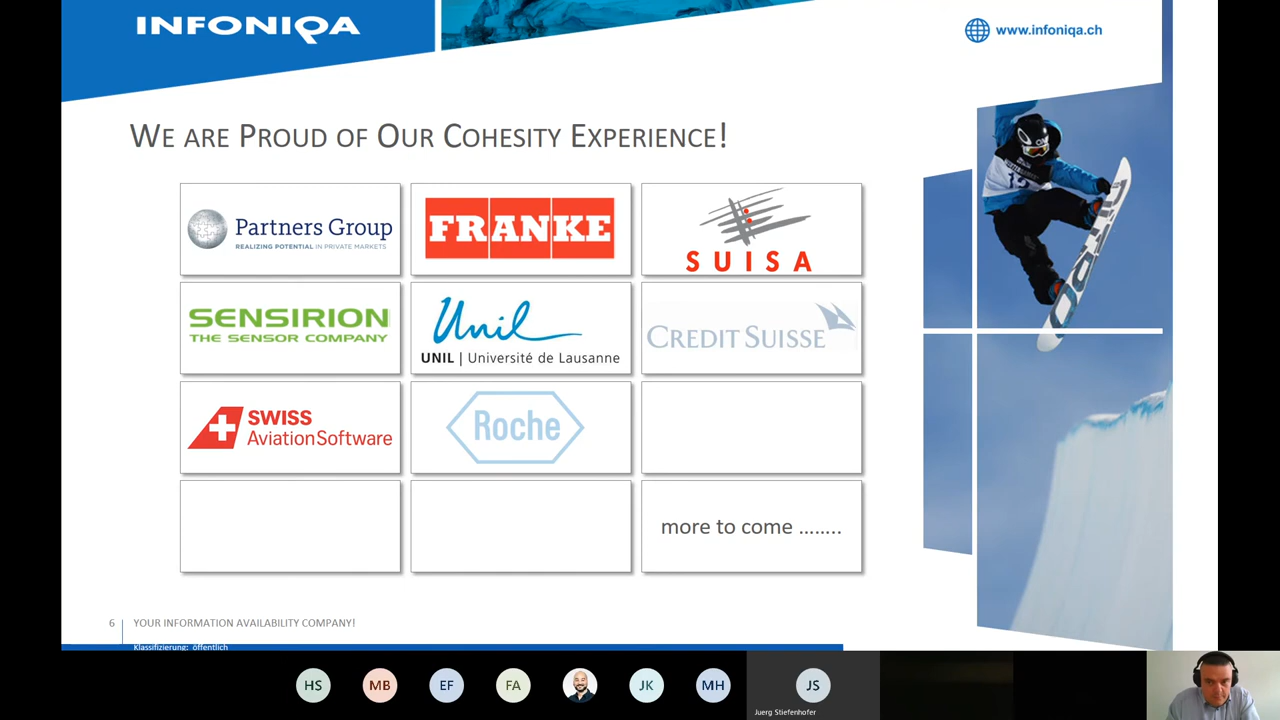 INFONIQA
www.infoniqa.ch
WE ARE PROUD OF OUR COHESITY EXPERIENCE!
Partners Group
REALIZING POTENTIAL IN PRIVATE MARKETS
FRANKE
SUISA
SENSIRION
THE SENSOR COMPANY
Unil
UNIL | Université de Lausanne
CREDIT SUISSE
SWISS
AviationSoftware
Roche
more to come ........
6 YOUR INFORMATION AVAILABILITY COMPANY!
Klassifizierung: öffentlich
HS MB EF FA JK MH JS
Juerg Stiefenhofer